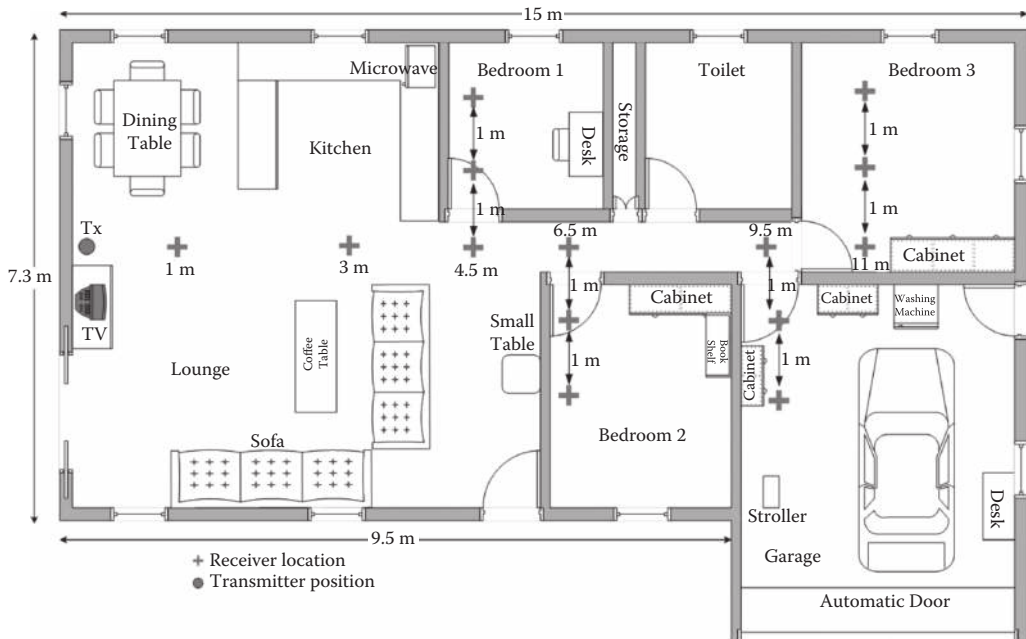 15 m
Microwave
Bedroom 1
Toilet
Bedroom 3
Dining
Table
1 m
Desk
Storage
1 m
Kitchen
1 m
1 m
Tx
6.5 m
9.5 m
1 m
3 m
4.5 m
11 m
Cabinet
7.3 m
1 m
1 m
TV
Cabinet
Cabinet
Washing
Machine
Small
Table
Coffee
Table
Book
Shelf
Lounge
1 m
1 m
Cabinet
Sofa
Bedroom 2
Stroller
Desk
9.5 m
Garage
Receiver location
Transmitter position
Automatic Door